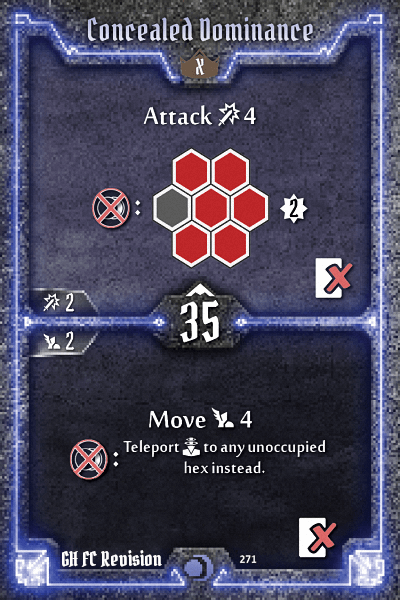 Concealed Dominance
X
Attack 4
:
2
2
35
2
Move 4
: Teleport to any unoccupied
hex instead.
GH FC Revision
271